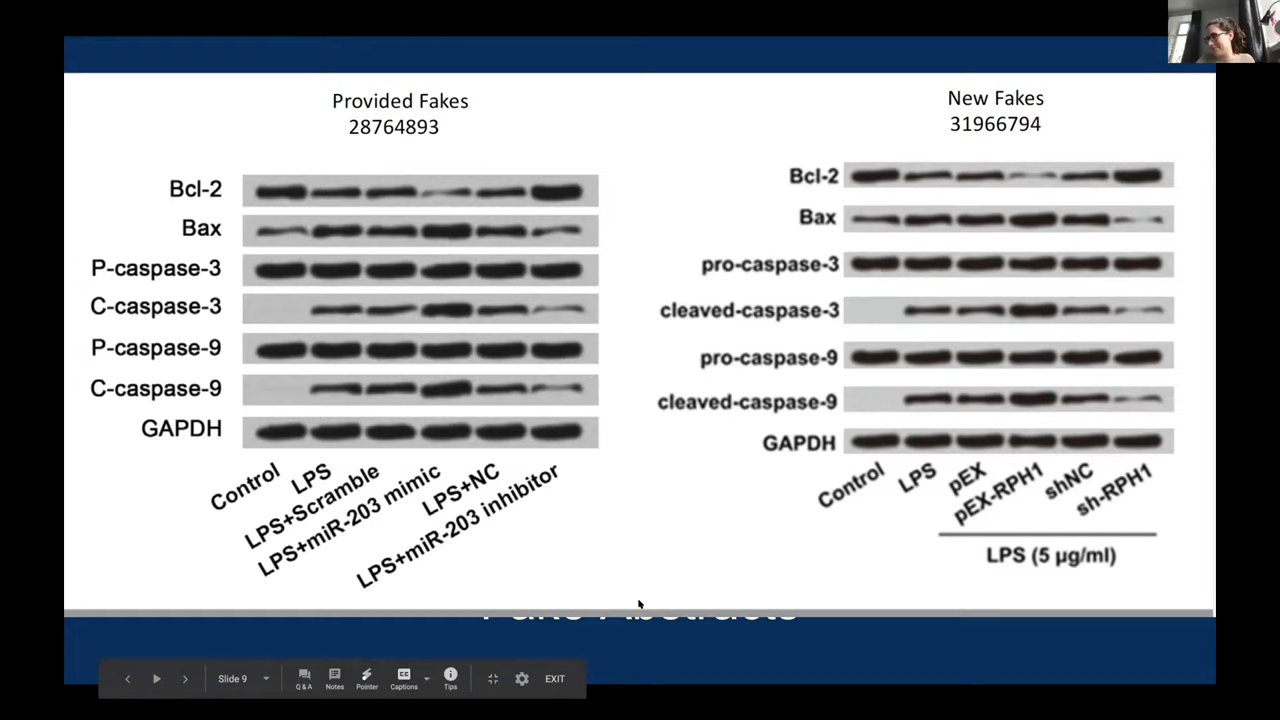 Provided Fakes
28764893
Bcl-2
Bax
P-caspase-3
C-caspase-3
P-caspase-9
C-caspase-9
GAPDH
Control
LPS
LPS+Scramble
LPS+miR-203 mimic
LPS+NC
LPS+miR-203 inhibitor
New Fakes
31966794
Bcl-2
Bax
pro-caspase-3
cleaved-caspase-3
pro-caspase-9
cleaved-caspase-9
GAPDH
Control
LPS
pEX
pEX-RPH1
shNC
sh-RPH1
LPS (5 µg/ml)
Fake Abstracts
Slide 9
Q & A
Notes
Pointer
CC
Captions
Tips
EXIT